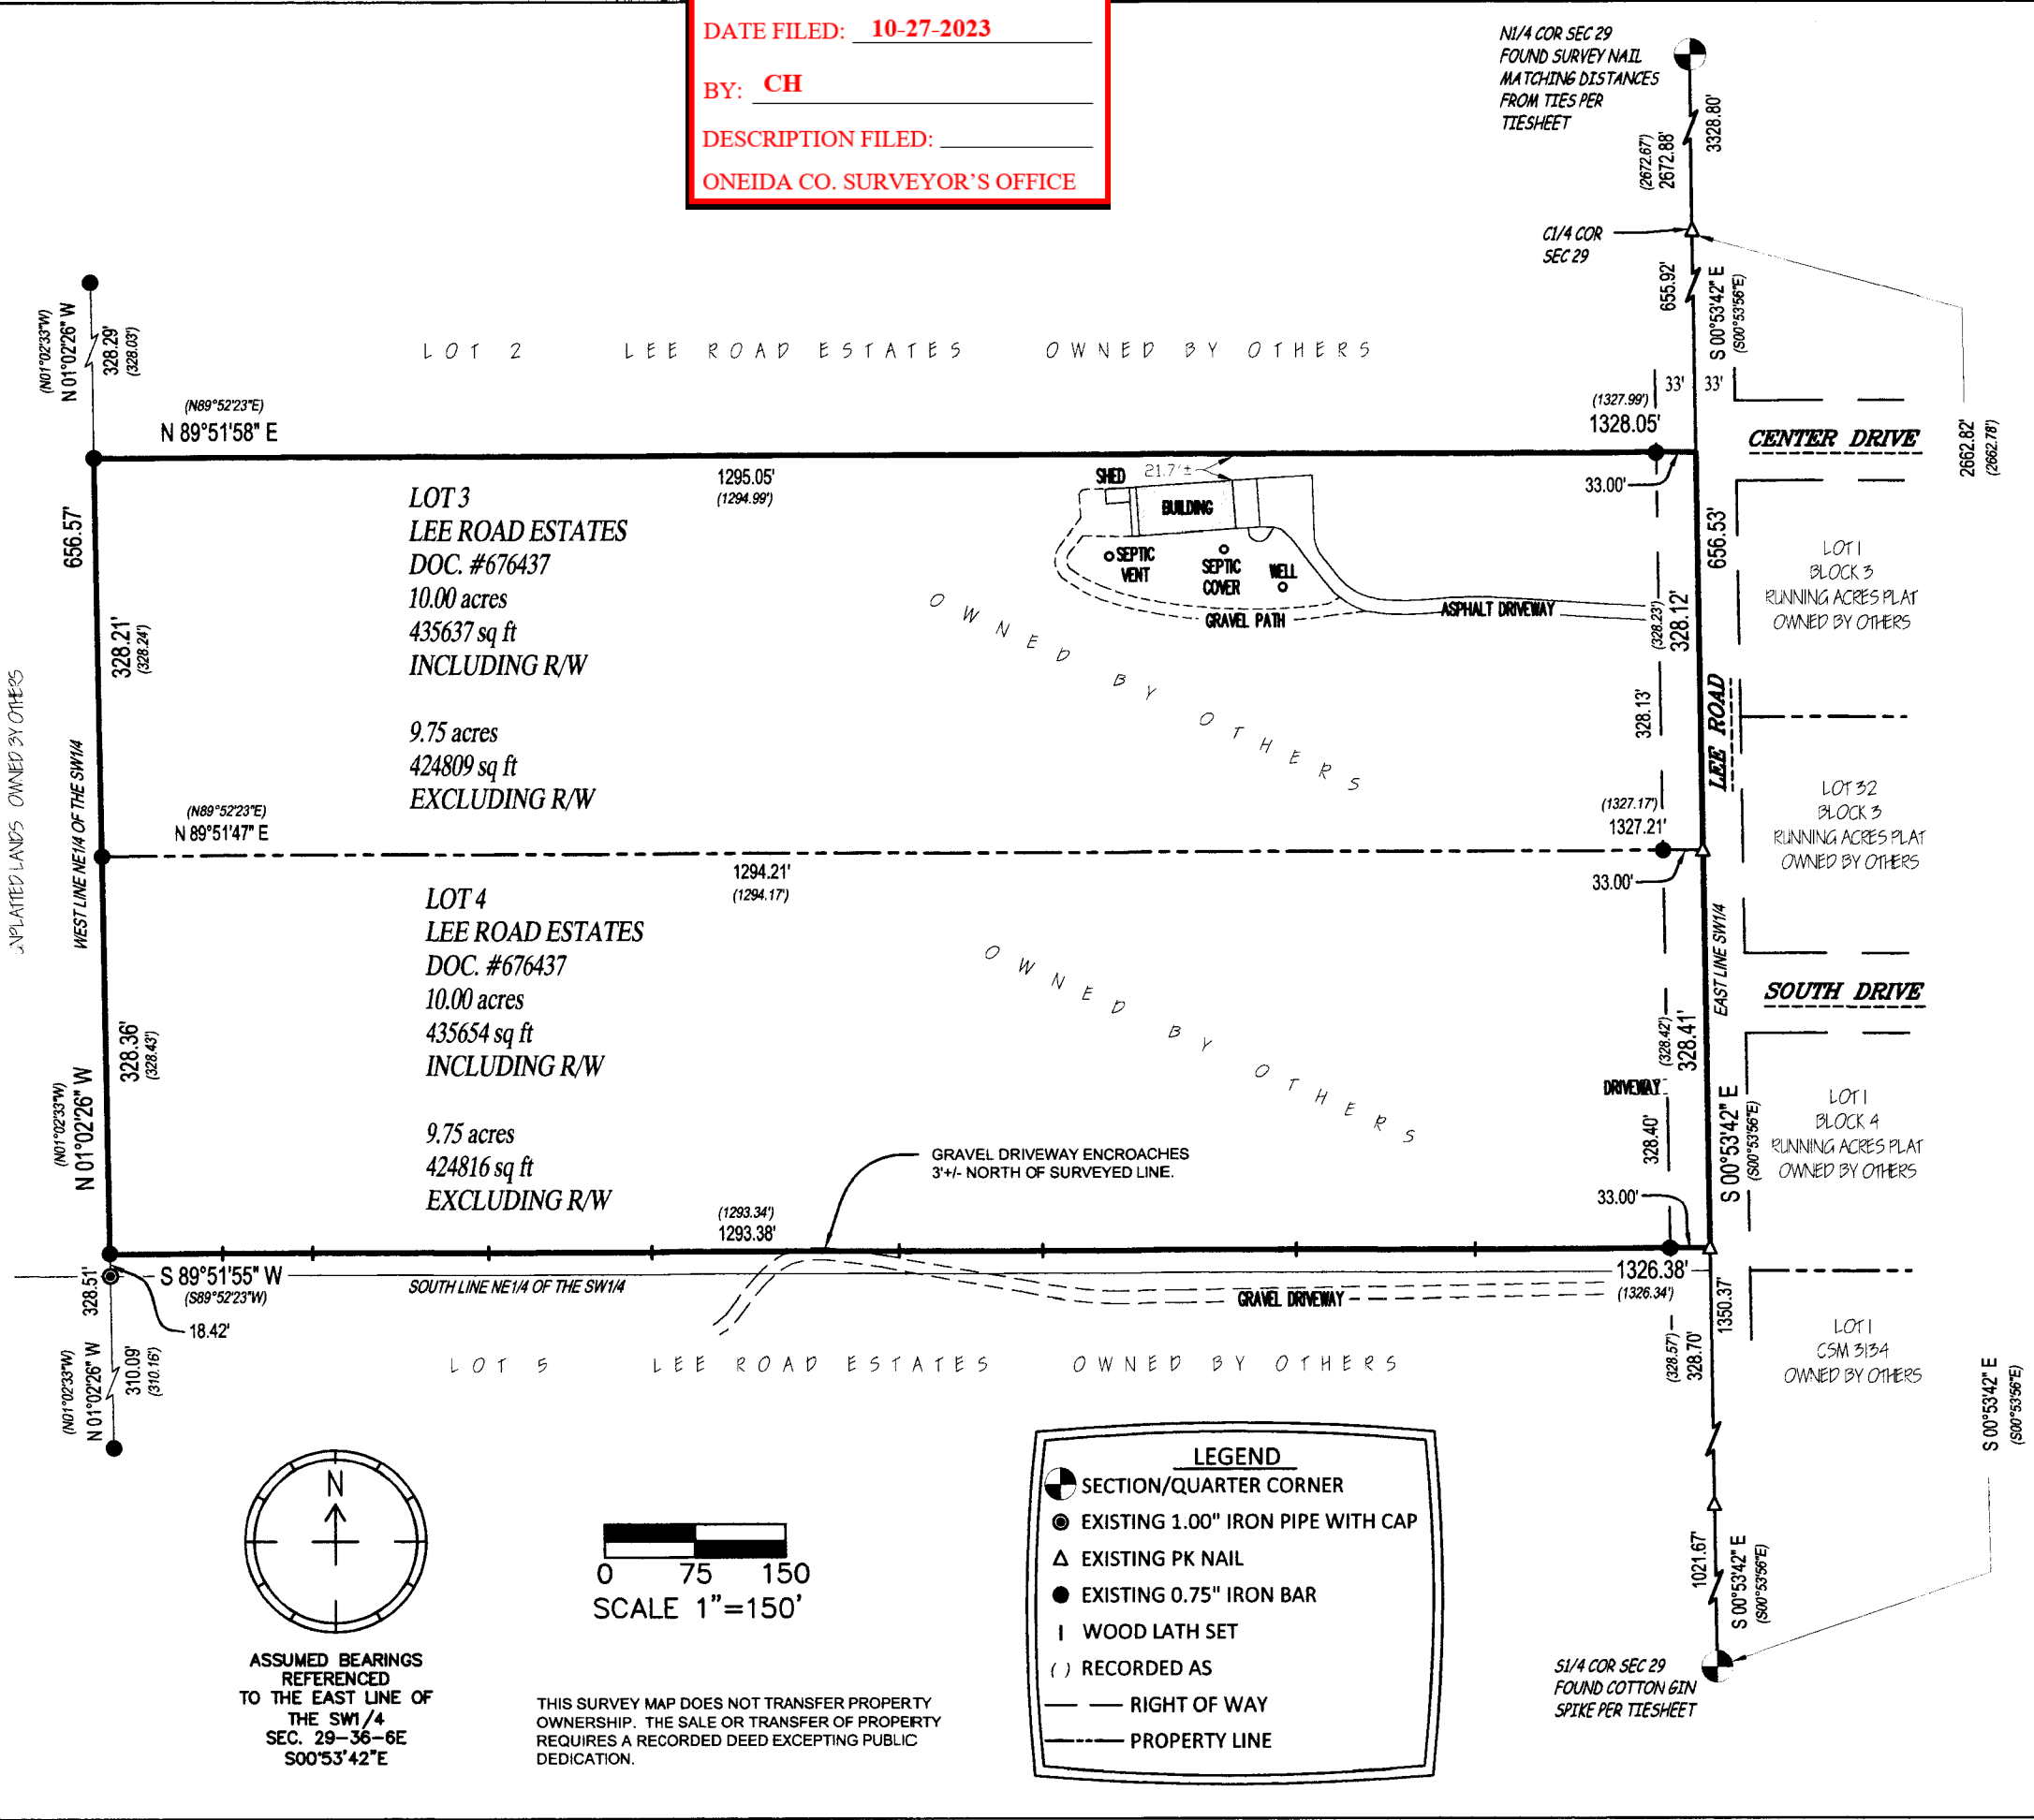 DATE FILED: 10-27-2023
BY: CH
DESCRIPTION FILED:
ONEIDA CO. SURVEYOR'S OFFICE
N1/4 COR SEC 29
FOUND SURVEY NAIL
MATCHING DISTANCES
FROM TIES PER
TIESHEET
3328.80'
(2672.67')
2672.88'
C1/4 COR
SEC 29
655.92'
S 00°53'42" E
(S00°53'56"E)
33'
33'
2662.82'
(2662.78')
(N01°02'33"W)
N 01°02'26" W
328.29'
(328.03')
LOT 2 LEE ROAD ESTATES OWNED BY OTHERS
(N89°52'23"E)
N 89°51'58" E
(1327.99')
1328.05'
CENTER DRIVE
1295.05'
(1294.99')
33.00'
SHED
21.7'±
BUILDING
SEPTIC
VENT
SEPTIC
COVER
WELL
GRAVEL PATH
ASPHALT DRIVEWAY
656.57'
328.21'
(328.24')
LOT 3
LEE ROAD ESTATES
DOC. #676437
10.00 acres
435637 sq ft
INCLUDING R/W
9.75 acres
424809 sq ft
EXCLUDING R/W
OWNED BY OTHERS
656.53'
(328.23')
328.12'
328.13'
LEE ROAD
LOT 1
BLOCK 3
RUNNING ACRES PLAT
OWNED BY OTHERS
LOT 32
BLOCK 3
RUNNING ACRES PLAT
OWNED BY OTHERS
LANDS OWNED BY OTHERS
WEST LINE NE1/4 OF THE SW1/4
(N89°52'23"E)
N 89°51'47" E
(1327.17')
1327.21'
1294.21'
(1294.17')
33.00'
LOT 4
LEE ROAD ESTATES
DOC. #676437
10.00 acres
435654 sq ft
INCLUDING R/W
9.75 acres
424816 sq ft
EXCLUDING R/W
OWNED BY OTHERS
EAST LINE SW1/4
SOUTH DRIVE
328.36'
(328.43')
(N01°02'33"W)
N 01°02'26" W
(328.42')
328.41'
DRIVEWAY
328.40'
S 00°53'42" E
(S00°53'56"E)
LOT 1
BLOCK 4
RUNNING ACRES PLAT
OWNED BY OTHERS
GRAVEL DRIVEWAY ENCROACHES
3'+/- NORTH OF SURVEYED LINE.
33.00'
(1293.34')
1293.38'
328.51'
S 89°51'55" W
(S89°52'23"W)
SOUTH LINE NE1/4 OF THE SW1/4
GRAVEL DRIVEWAY
1326.38'
(1326.34')
18.42'
(N01°02'33"W)
N 01°02'26" W
310.09'
(310.16')
LOT 5 LEE ROAD ESTATES OWNED BY OTHERS
(328.57')
328.70'
1350.37'
LOT 1
CSM 3134
OWNED BY OTHERS
S 00°53'42" E
(S00°53'56"E)
N
ASSUMED BEARINGS
REFERENCED
TO THE EAST LINE OF
THE SW1/4
SEC. 29-36-6E
S00°53'42"E
0 75 150
SCALE 1"=150'
THIS SURVEY MAP DOES NOT TRANSFER PROPERTY
OWNERSHIP. THE SALE OR TRANSFER OF PROPERTY
REQUIRES A RECORDED DEED EXCEPTING PUBLIC
DEDICATION.
LEGEND
SECTION/QUARTER CORNER
EXISTING 1.00" IRON PIPE WITH CAP
EXISTING PK NAIL
EXISTING 0.75" IRON BAR
WOOD LATH SET
( ) RECORDED AS
RIGHT OF WAY
PROPERTY LINE
1021.67'
S 00°53'42" E
(S00°53'56"E)
S1/4 COR SEC 29
FOUND COTTON GIN
SPIKE PER TIESHEET